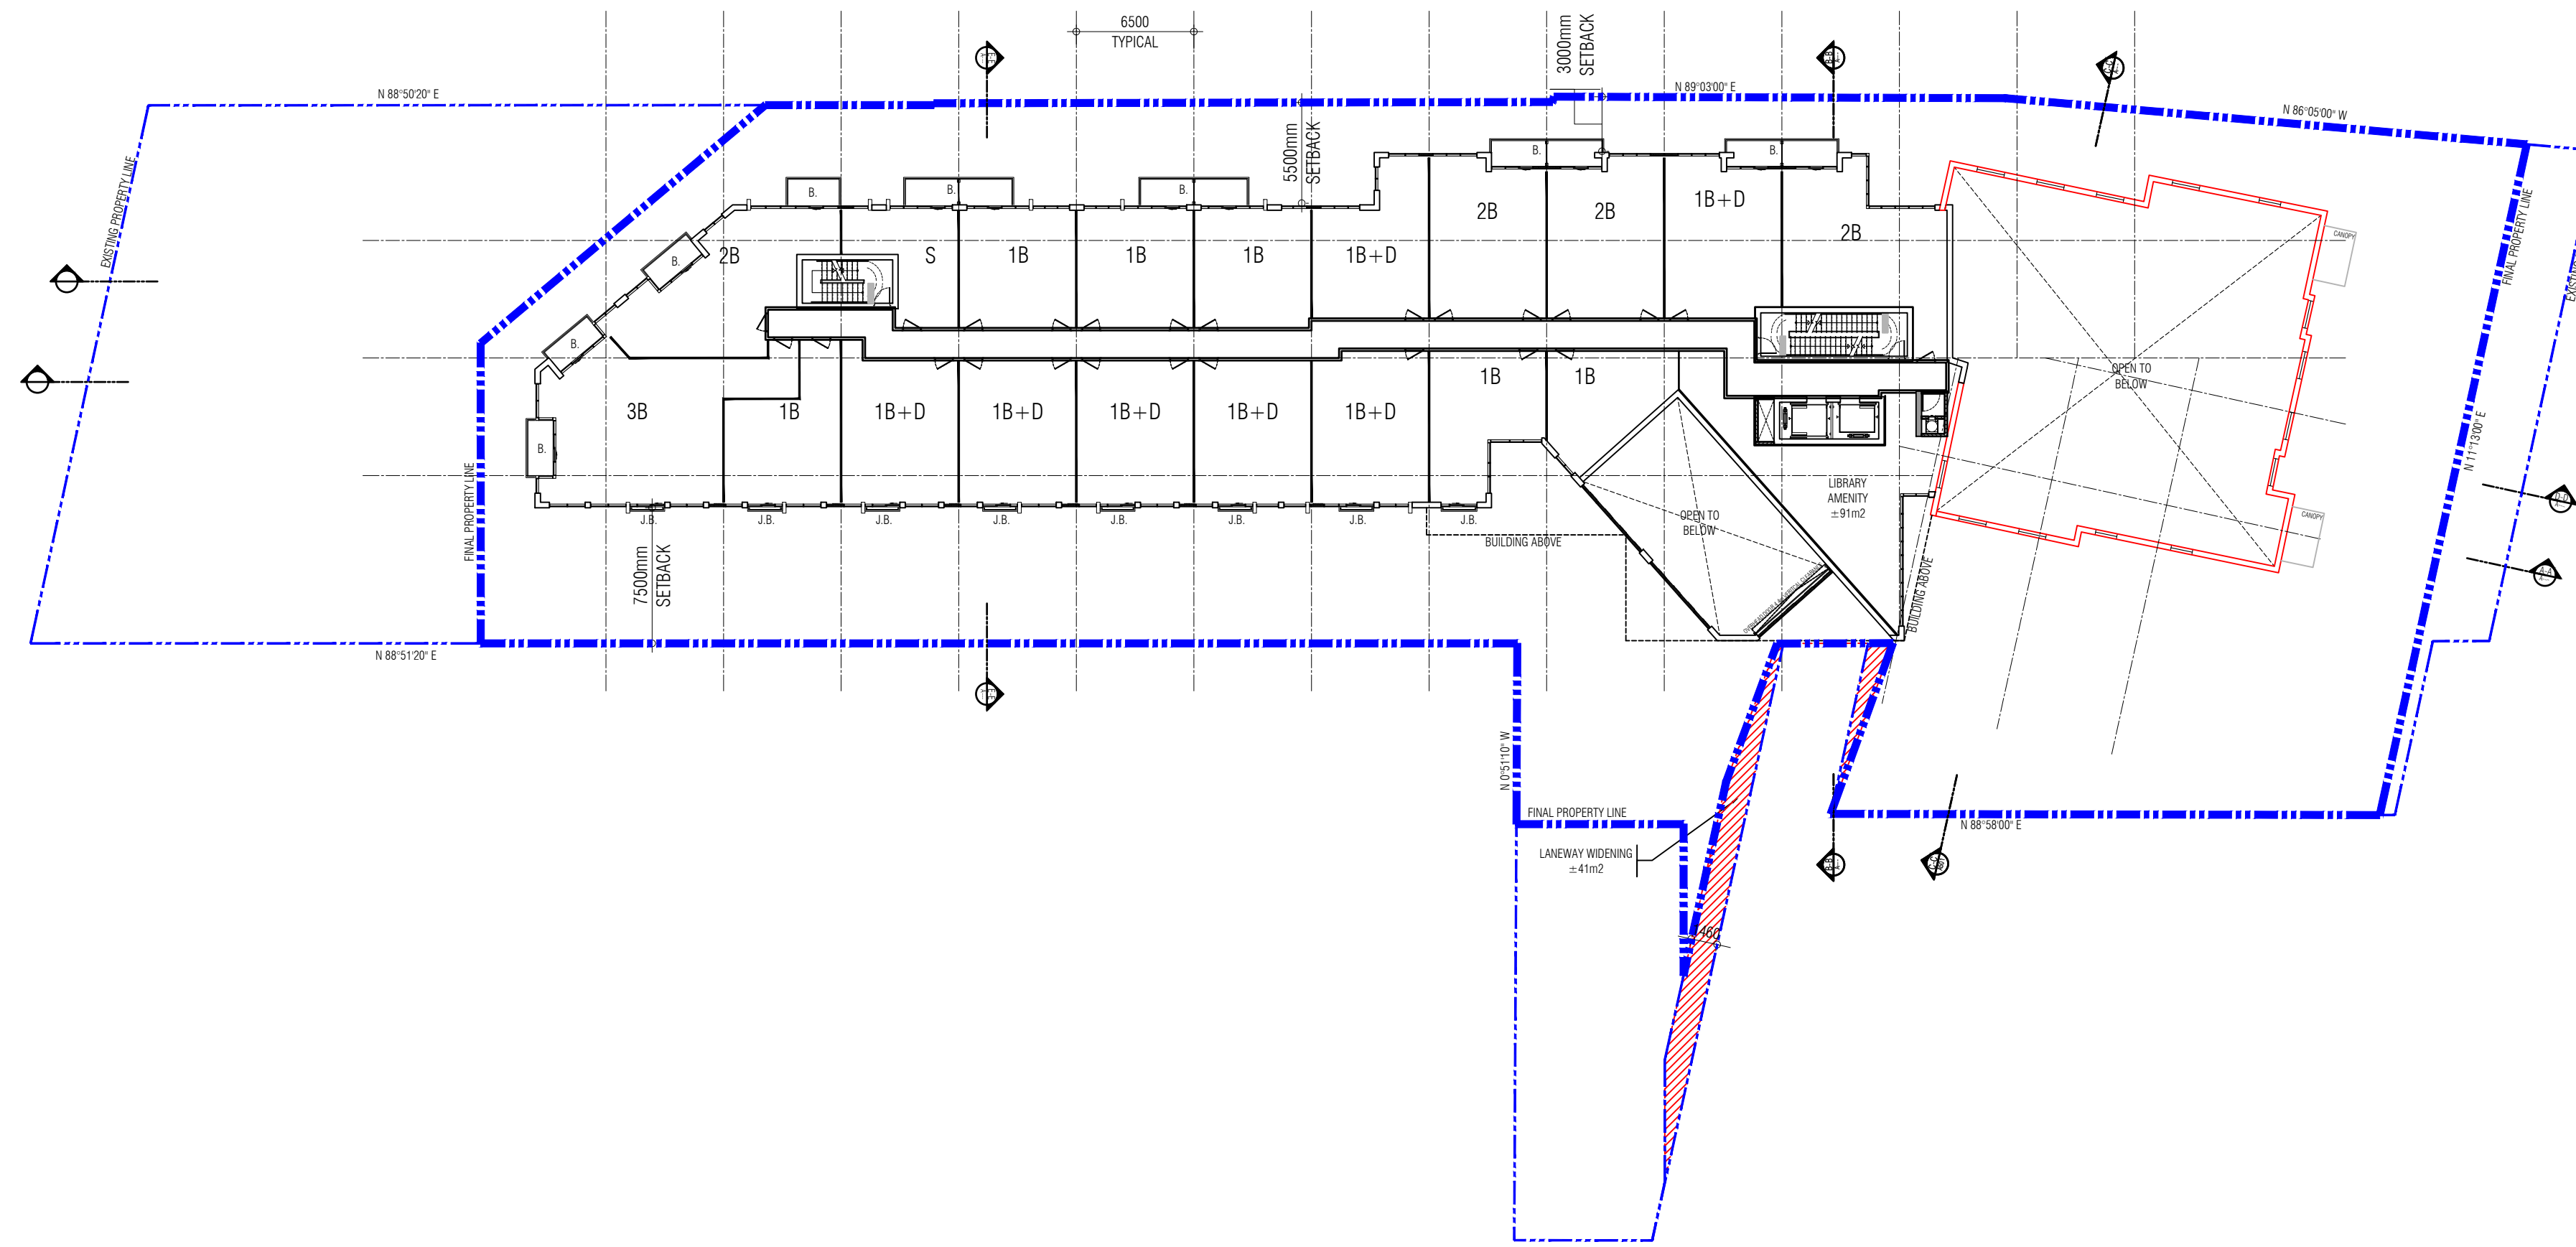 6500
TYPICAL
3000mm
SETBACK
N 88°50'20" E
N 89°03'00" E
N 86°05'00" W
5500mm
SETBACK
EXISTING PROPERTY LINE
FINAL PROPERTY LINE
B.
B.
B.
B.
B.
B.
B.
B.
2B
S
1B
1B
1B
1B+D
2B
2B
1B+D
2B
CANOPY
OPEN TO
BELOW
3B
1B
1B+D
1B+D
1B+D
1B+D
1B+D
1B
1B
N 11°13'00" E
FINAL PROPERTY LINE
LIBRARY
AMENITY
±91m2
OPEN TO
BELOW
CANOPY
J.B.
J.B.
J.B.
J.B.
J.B.
J.B.
J.B.
J.B.
BUILDING ABOVE
BUILDING ABOVE
7500mm
SETBACK
N 88°51'20" E
N 0°51'10" W
FINAL PROPERTY LINE
N 88°58'00" E
LANEWAY WIDENING
±41m2